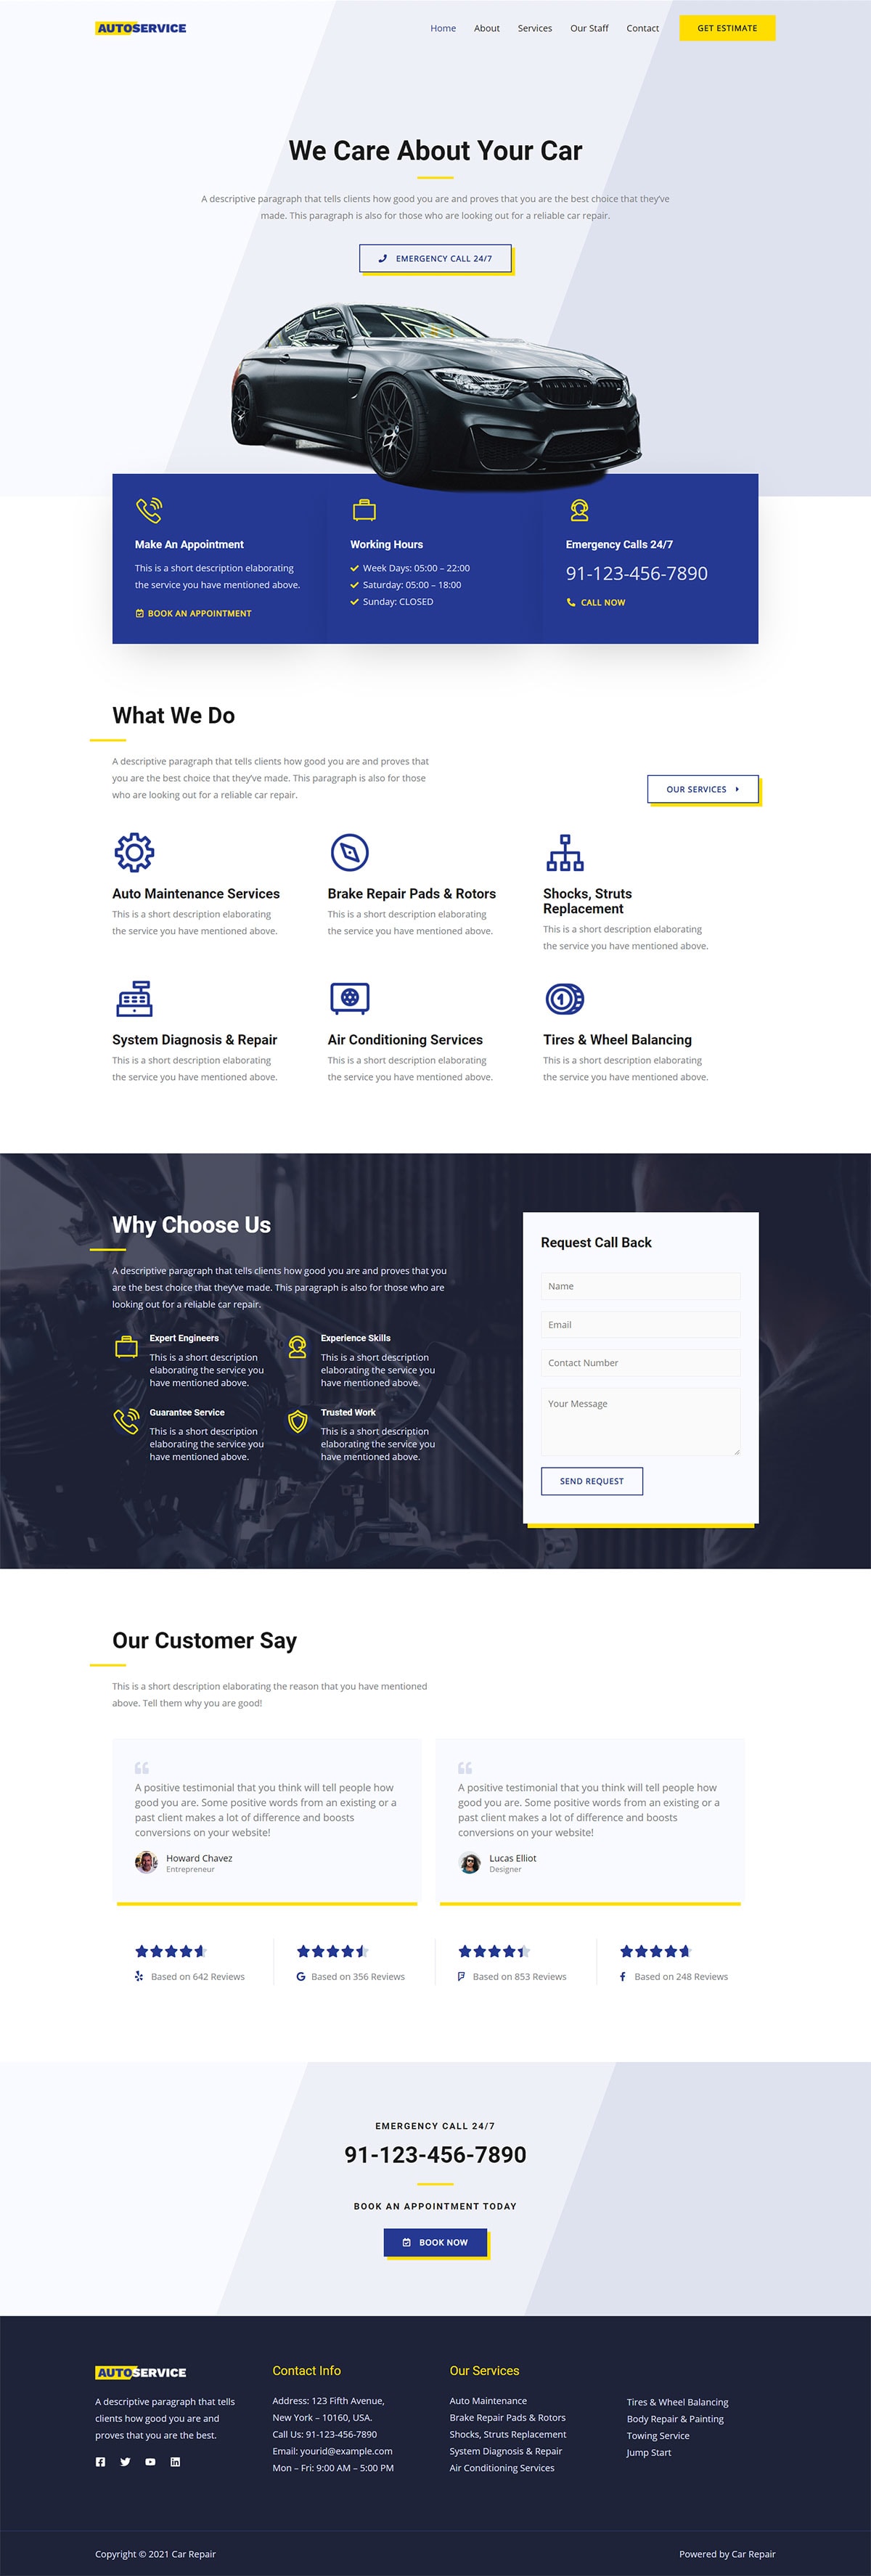 AUTOSERVICE
Home About Services Our Staff Contact GET ESTIMATE
We Care About Your Car
A descriptive paragraph that tells clients how good you are and proves that you are the best choice that they've
made. This paragraph is also for those who are looking out for a reliable car repair.
EMERGENCY CALL 24/7
Make An Appointment
This is a short description elaborating
the service you have mentioned above.
BOOK AN APPOINTMENT
Working Hours
Week Days: 05:00 – 22:00
Saturday: 05:00 – 18:00
Sunday: CLOSED
Emergency Calls 24/7
91-123-456-7890
CALL NOW
What We Do
A descriptive paragraph that tells clients how good you are and proves that
you are the best choice that they've made. This paragraph is also for those
who are looking out for a reliable car repair.
OUR SERVICES
Auto Maintenance Services
This is a short description elaborating
the service you have mentioned above.
Brake Repair Pads & Rotors
This is a short description elaborating
the service you have mentioned above.
Shocks, Struts
Replacement
This is a short description elaborating
the service you have mentioned above.
System Diagnosis & Repair
This is a short description elaborating
the service you have mentioned above.
Air Conditioning Services
This is a short description elaborating
the service you have mentioned above.
1
Tires & Wheel Balancing
This is a short description elaborating
the service you have mentioned above.
Why Choose Us
A descriptive paragraph that tells clients how good you are and proves that you
are the best choice that they've made. This paragraph is also for those who are
looking out for a reliable car repair.
Expert Engineers
This is a short description
elaborating the service you
have mentioned above.
Experience Skills
This is a short description
elaborating the service you
have mentioned above.
Guarantee Service
This is a short description
elaborating the service you
have mentioned above.
Trusted Work
This is a short description
elaborating the service you
have mentioned above.
Request Call Back
Name
Email
Contact Number
Your Message
SEND REQUEST
Our Customer Say
This is a short description elaborating the reason that you have mentioned
above. Tell them why you are good!
A positive testimonial that you think will tell people how
good you are. Some positive words from an existing or a
past client makes a lot of difference and boosts
conversions on your website!
Howard Chavez
Entrepreneur
A positive testimonial that you think will tell people how
good you are. Some positive words from an existing or a
past client makes a lot of difference and boosts
conversions on your website!
Lucas Elliot
Designer
Based on 642 Reviews
Based on 356 Reviews
Based on 853 Reviews
Based on 248 Reviews
EMERGENCY CALL 24/7
91-123-456-7890
BOOK AN APPOINTMENT TODAY
BOOK NOW
AUTOSERVICE
A descriptive paragraph that tells
clients how good you are and
proves that you are the best.
Contact Info
Address: 123 Fifth Avenue,
New York – 10160, USA.
Call Us: 91-123-456-7890
Email: yourid@example.com
Mon – Fri: 9:00 AM – 5:00 PM
Our Services
Auto Maintenance
Brake Repair Pads & Rotors
Shocks, Struts Replacement
System Diagnosis & Repair
Air Conditioning Services
Tires & Wheel Balancing
Body Repair & Painting
Towing Service
Jump Start
Copyright © 2021 Car Repair
Powered by Car Repair